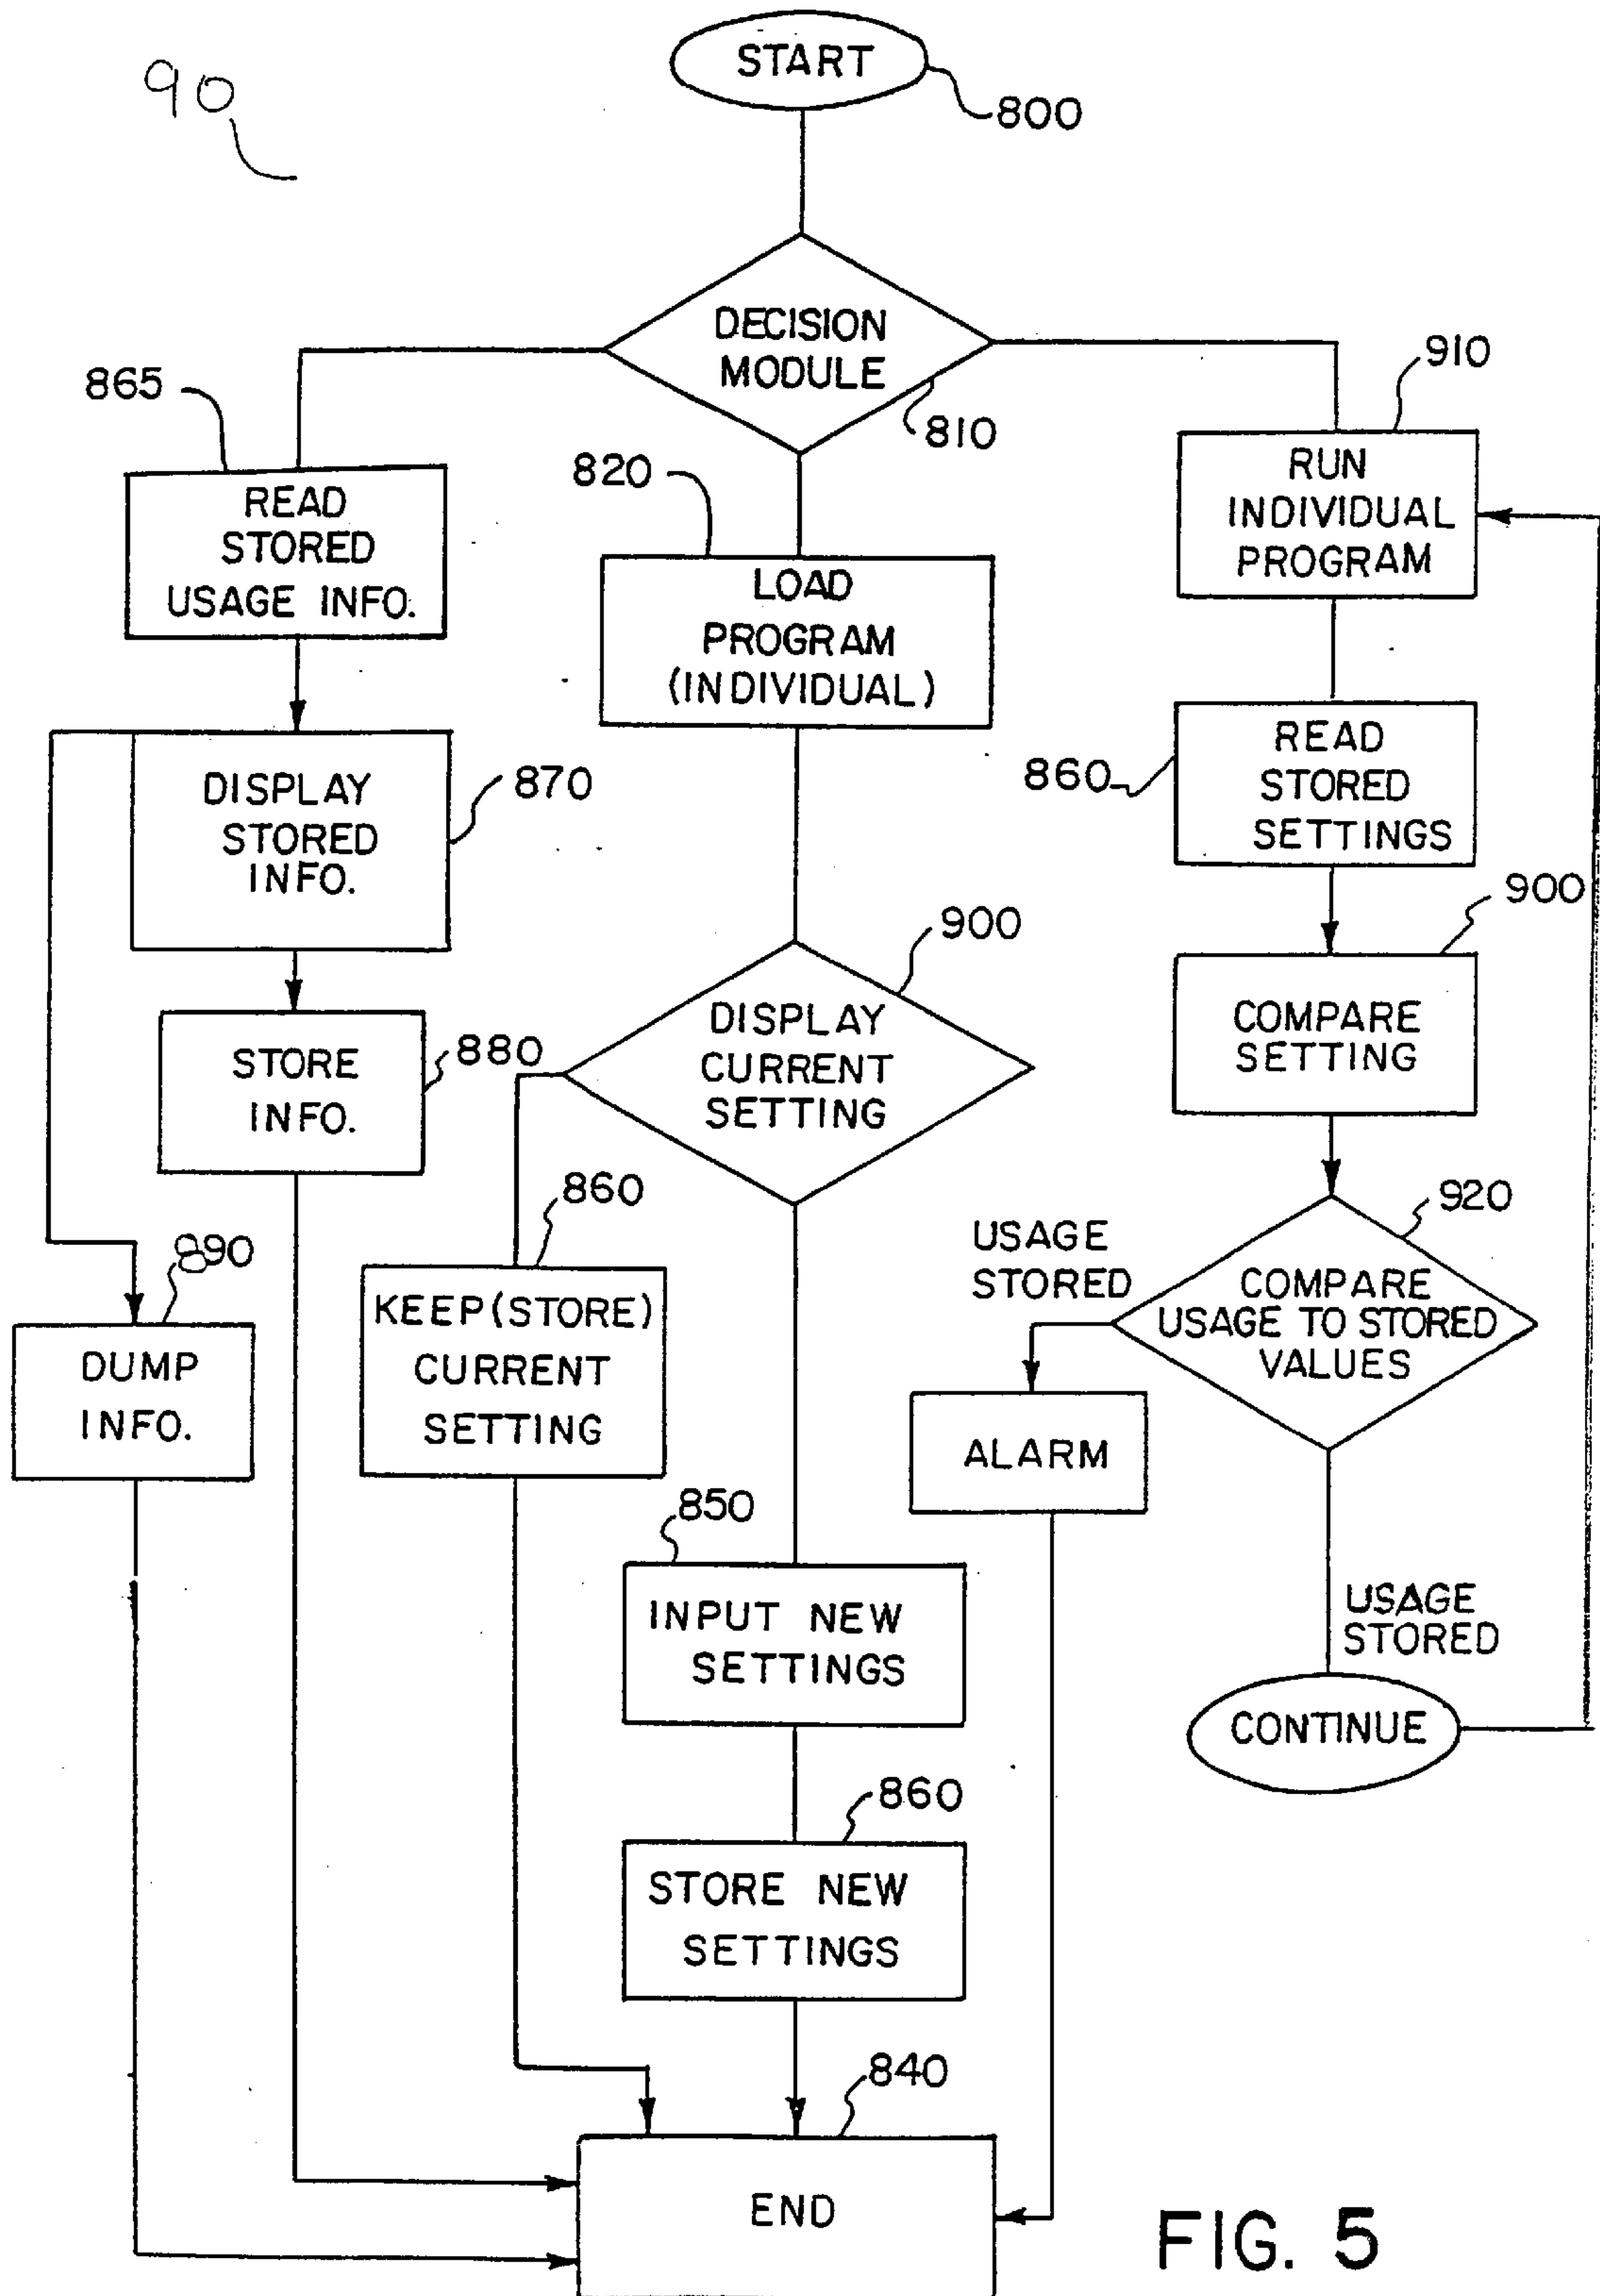 START
800
90
DECISION
MODULE
810
865
READ
STORED
USAGE INFO.
820
LOAD
PROGRAM
(INDIVIDUAL)
910
RUN
INDIVIDUAL
PROGRAM
DISPLAY
STORED
INFO.
870
860
READ
STORED
SETTINGS
900
DISPLAY
CURRENT
SETTING
900
COMPARE
SETTING
STORE
INFO.
880
890
DUMP
INFO.
860
KEEP (STORE)
CURRENT
SETTING
USAGE
STORED
920
COMPARE
USAGE TO STORED
VALUES
ALARM
850
INPUT NEW
SETTINGS
USAGE
STORED
CONTINUE
860
STORE NEW
SETTINGS
840
END
FIG. 5